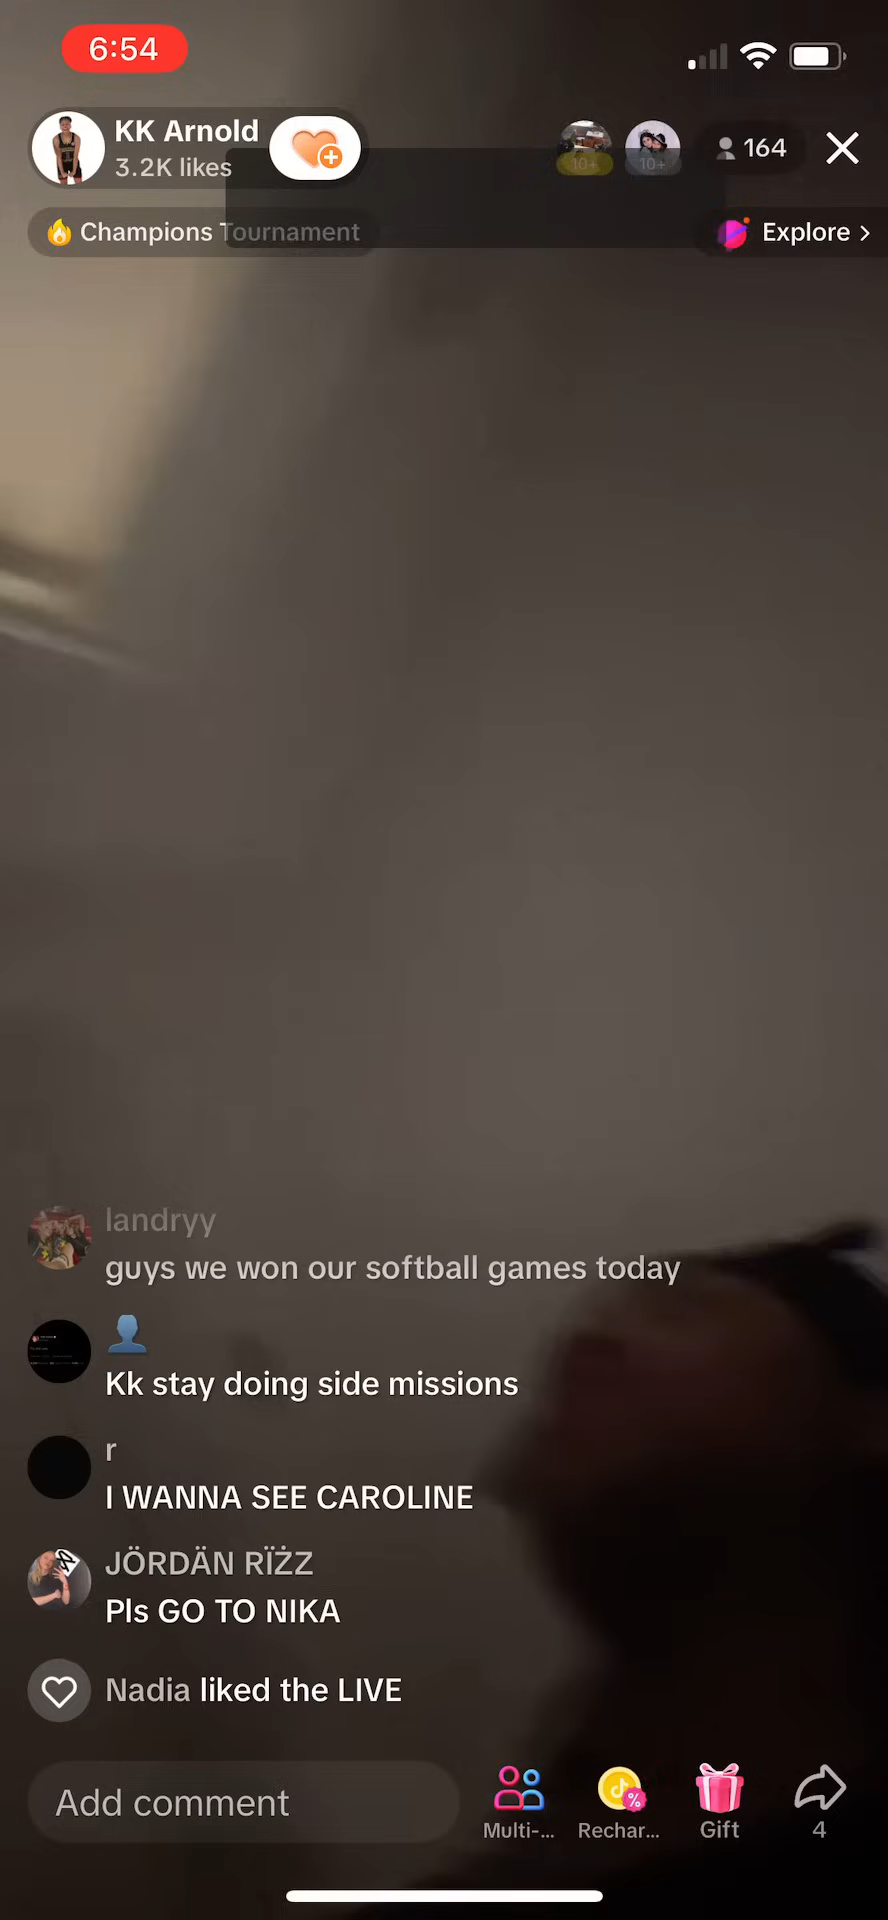 6:54
KK Arnold
3.2K likes
10+
10+
164
Champions Tournament
Explore >
landryy
guys we won our softball games today
Kk stay doing side missions
r
I WANNA SEE CAROLINE
JÖRDÄN RÏŻZ
Pls GO TO NIKA
Nadia liked the LIVE
Add comment
Multi-...
Rechar...
Gift
4